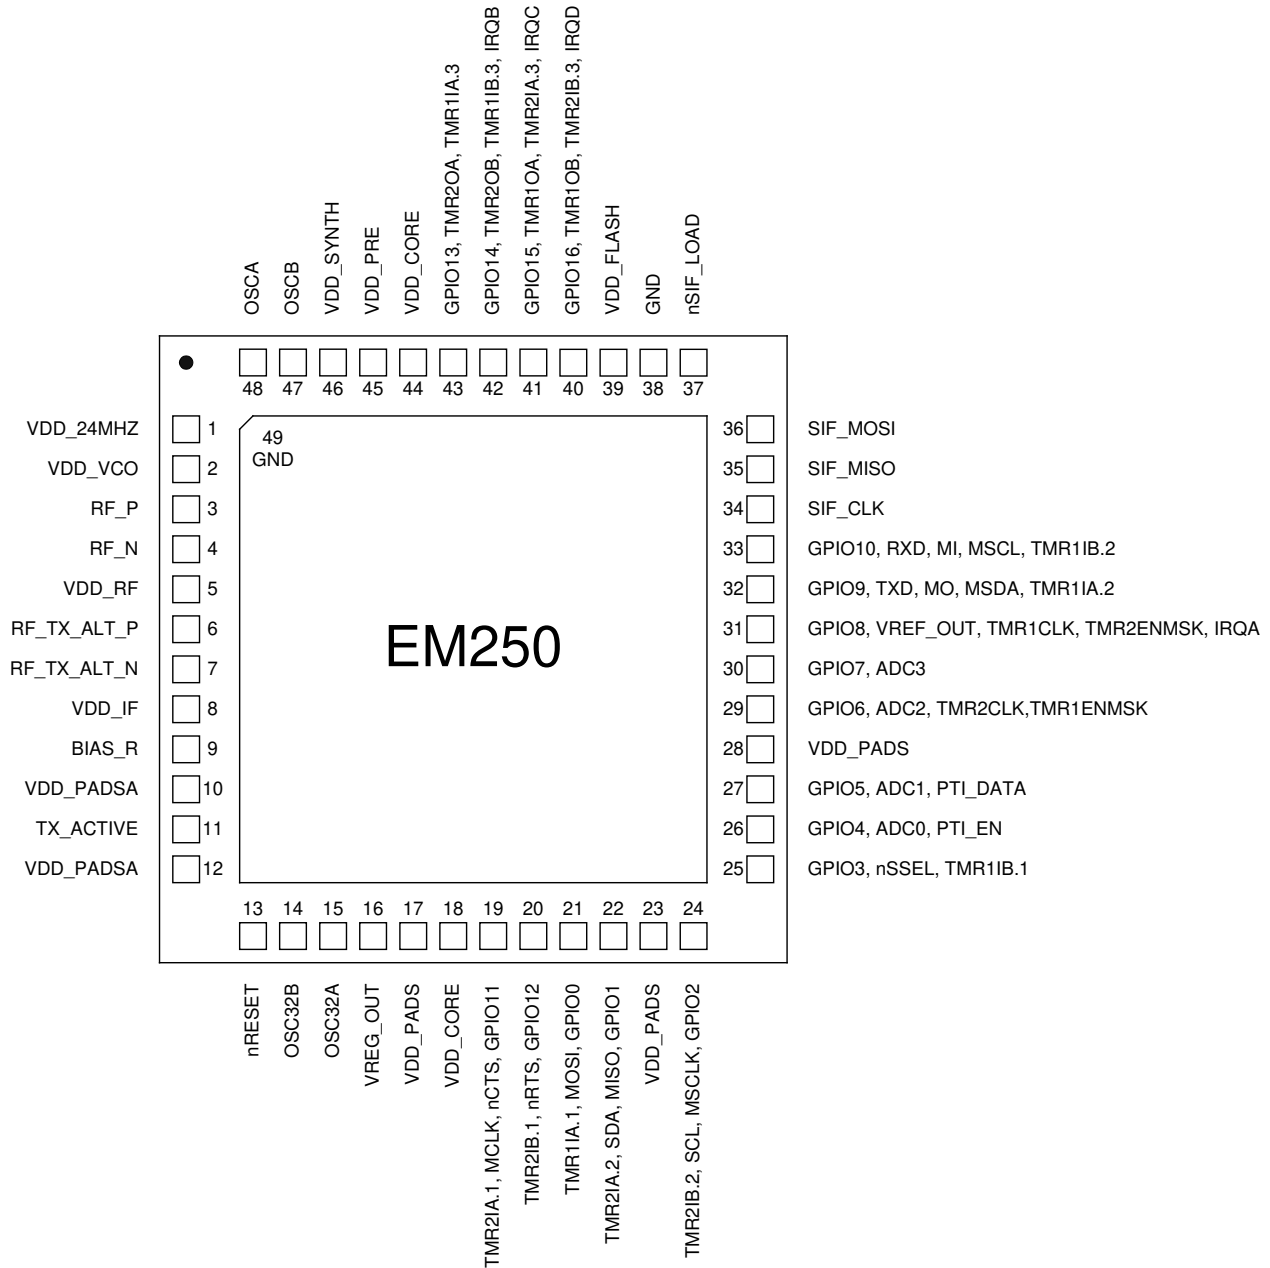 OSCA
OSCB
VDD_SYNTH
VDD_PRE
VDD_CORE
GPIO13, TMR2OA, TMR1IA.3
GPIO14, TMR2OB, TMR1IB.3, IRQB
GPIO15, TMR1OA, TMR2IA.3, IRQC
GPIO16, TMR1OB, TMR2IB.3, IRQD
VDD_FLASH
GND
nSIF_LOAD
48 47 46 45 44 43 42 41 40 39 38 37
VDD_24MHZ 1
VDD_VCO 2
RF_P 3
RF_N 4
VDD_RF 5
RF_TX_ALT_P 6
RF_TX_ALT_N 7
VDD_IF 8
BIAS_R 9
VDD_PADSA 10
TX_ACTIVE 11
VDD_PADSA 12
49
GND
EM250
36 SIF_MOSI
35 SIF_MISO
34 SIF_CLK
33 GPIO10, RXD, MI, MSCL, TMR1IB.2
32 GPIO9, TXD, MO, MSDA, TMR1IA.2
31 GPIO8, VREF_OUT, TMR1CLK, TMR2ENMSK, IRQA
30 GPIO7, ADC3
29 GPIO6, ADC2, TMR2CLK,TMR1ENMSK
28 VDD_PADS
27 GPIO5, ADC1, PTI_DATA
26 GPIO4, ADC0, PTI_EN
25 GPIO3, nSSEL, TMR1IB.1
13 14 15 16 17 18 19 20 21 22 23 24
nRESET
OSC32B
OSC32A
VREG_OUT
VDD_PADS
VDD_CORE
TMR2IA.1, MCLK, nCTS, GPIO11
TMR2IB.1, nRTS, GPIO12
TMR1IA.1, MOSI, GPIO0
TMR2IA.2, SDA, MISO, GPIO1
VDD_PADS
TMR2IB.2, SCL, MSCLK, GPIO2